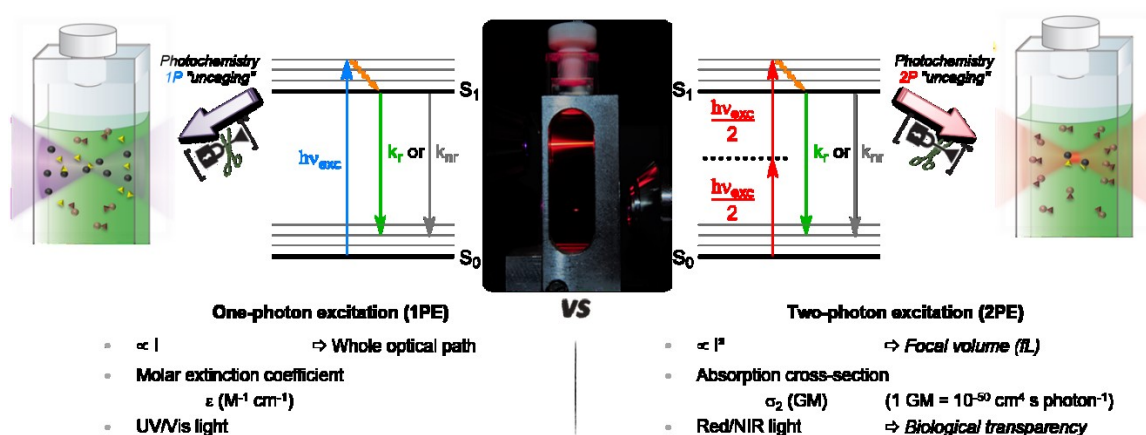 Photochemistry
1P "uncaging"
S₁
hνexc
kr or knr
S₀
Photochemistry
2P "uncaging"
S₁
hνexc
2
hνexc
2
kr or knr
S₀
One-photon excitation (1PE)
VS
Two-photon excitation (2PE)
• ∝ I ⇨ Whole optical path
• Molar extinction coefficient
ε (M⁻¹ cm⁻¹)
• UV/Vis light
• ∝ I² ⇨ Focal volume (fL)
• Absorption cross-section
σ₂ (GM) (1 GM = 10⁻⁵⁰ cm⁴ s photon⁻¹)
• Red/NIR light ⇨ Biological transparency